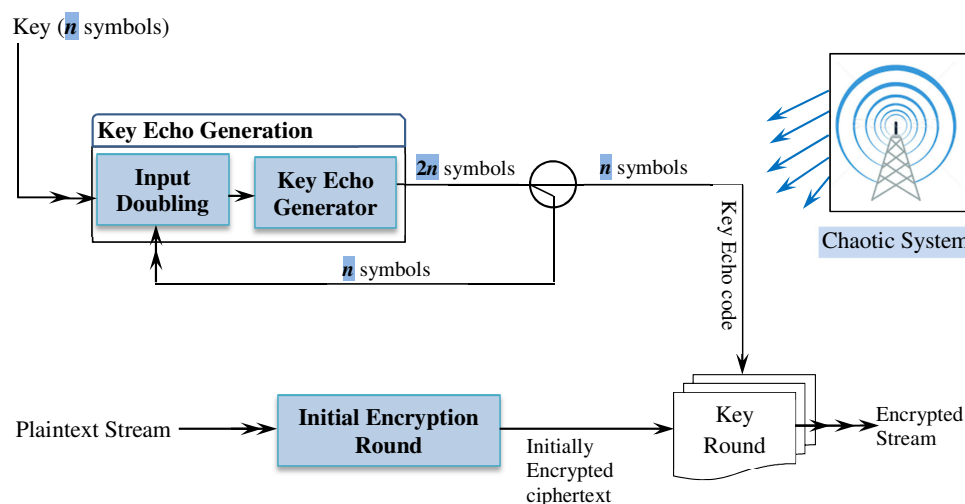 Key (n symbols)
Key Echo Generation
Input
Doubling
Key Echo
Generator
2n symbols
n symbols
n symbols
Key Echo code
Chaotic System
Plaintext Stream
Initial Encryption
Round
Initially
Encrypted
ciphertext
Key
Round
Encrypted
Stream